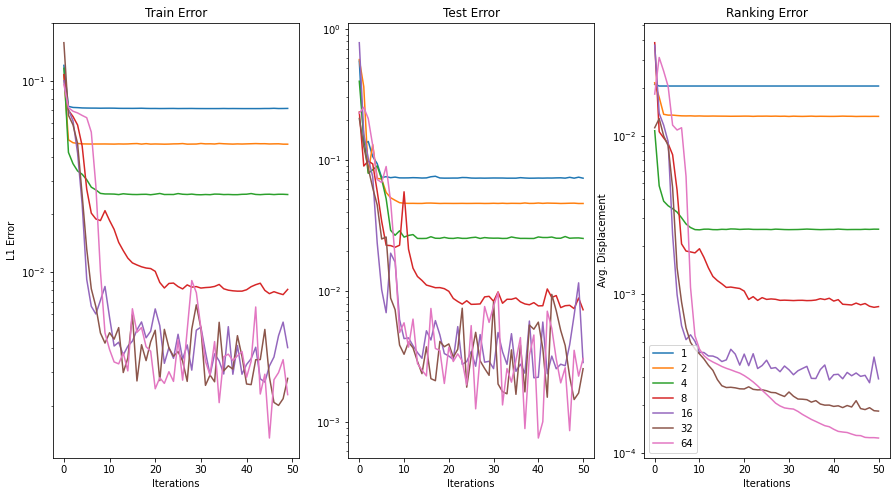 Train Error
L1 Error
10⁻¹
10⁻²
0 10 20 30 40 50
Iterations
Test Error
10⁰
10⁻¹
10⁻²
10⁻³
0 10 20 30 40 50
Iterations
Ranking Error
Avg. Displacement
10⁻²
10⁻³
10⁻⁴
1
2
4
8
16
32
64
0 10 20 30 40 50
Iterations